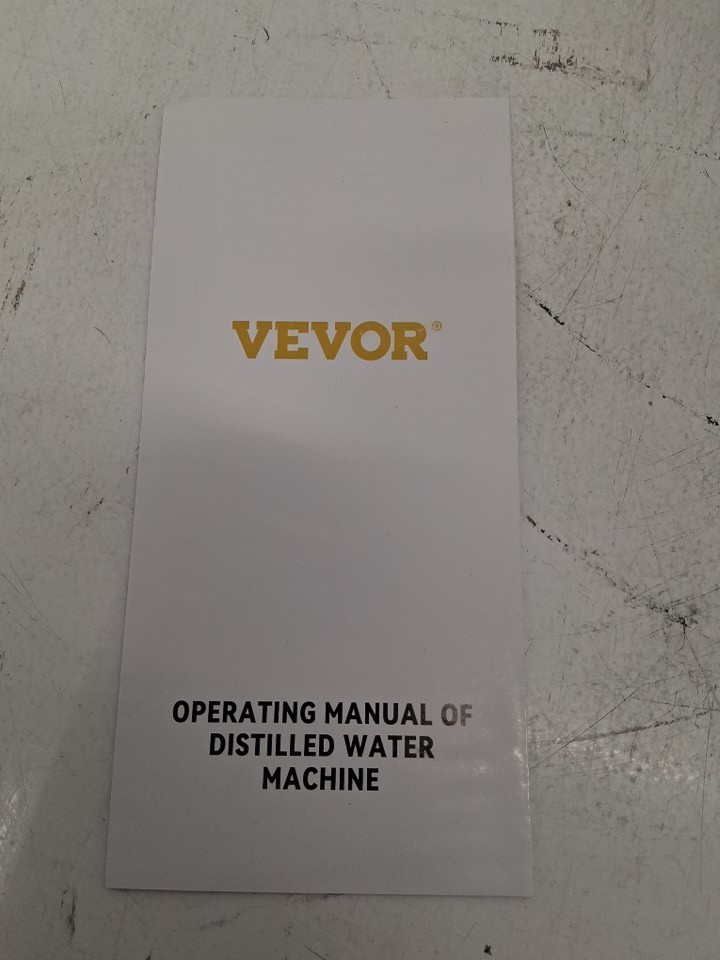 VEVOR®
OPERATING MANUAL OF
DISTILLED WATER
MACHINE